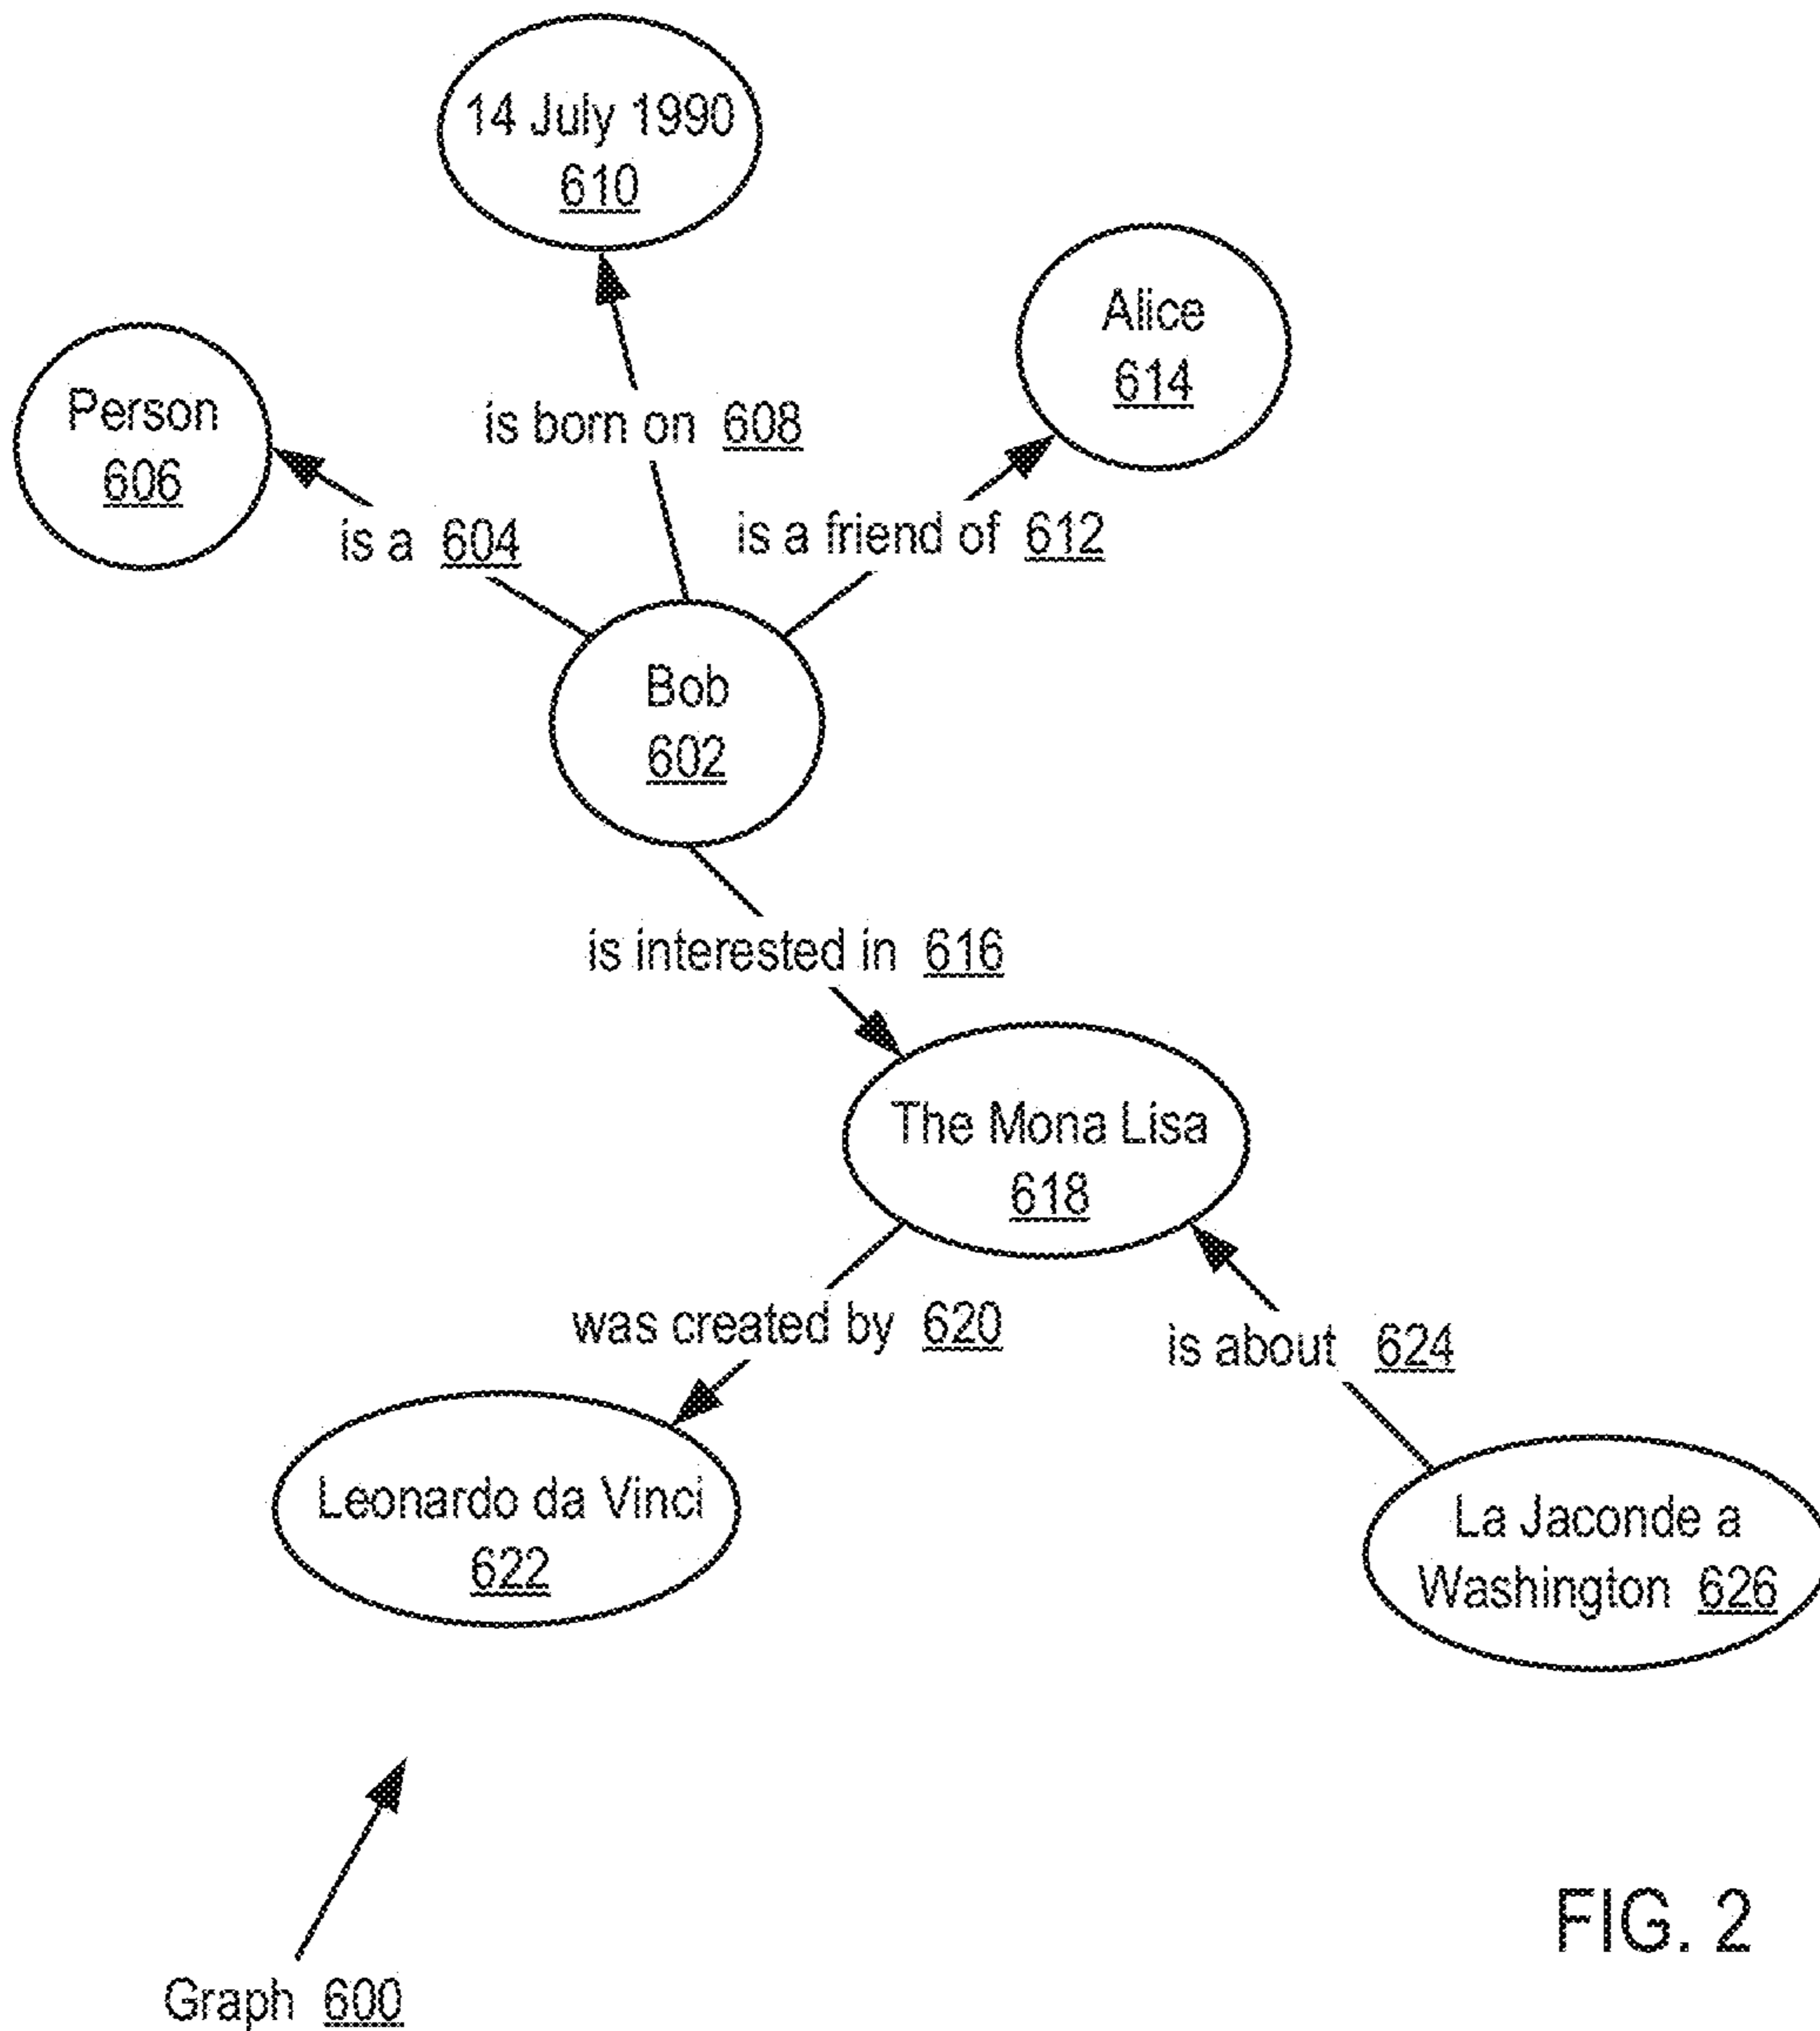 14 July 1990
610
Alice
614
Person
606
is born on 608
is a 604
is a friend of 612
Bob
602
is interested in 616
The Mona Lisa
618
was created by 620
is about 624
Leonardo da Vinci
622
La Jaconde a
Washington 626
Graph 600
FIG. 2